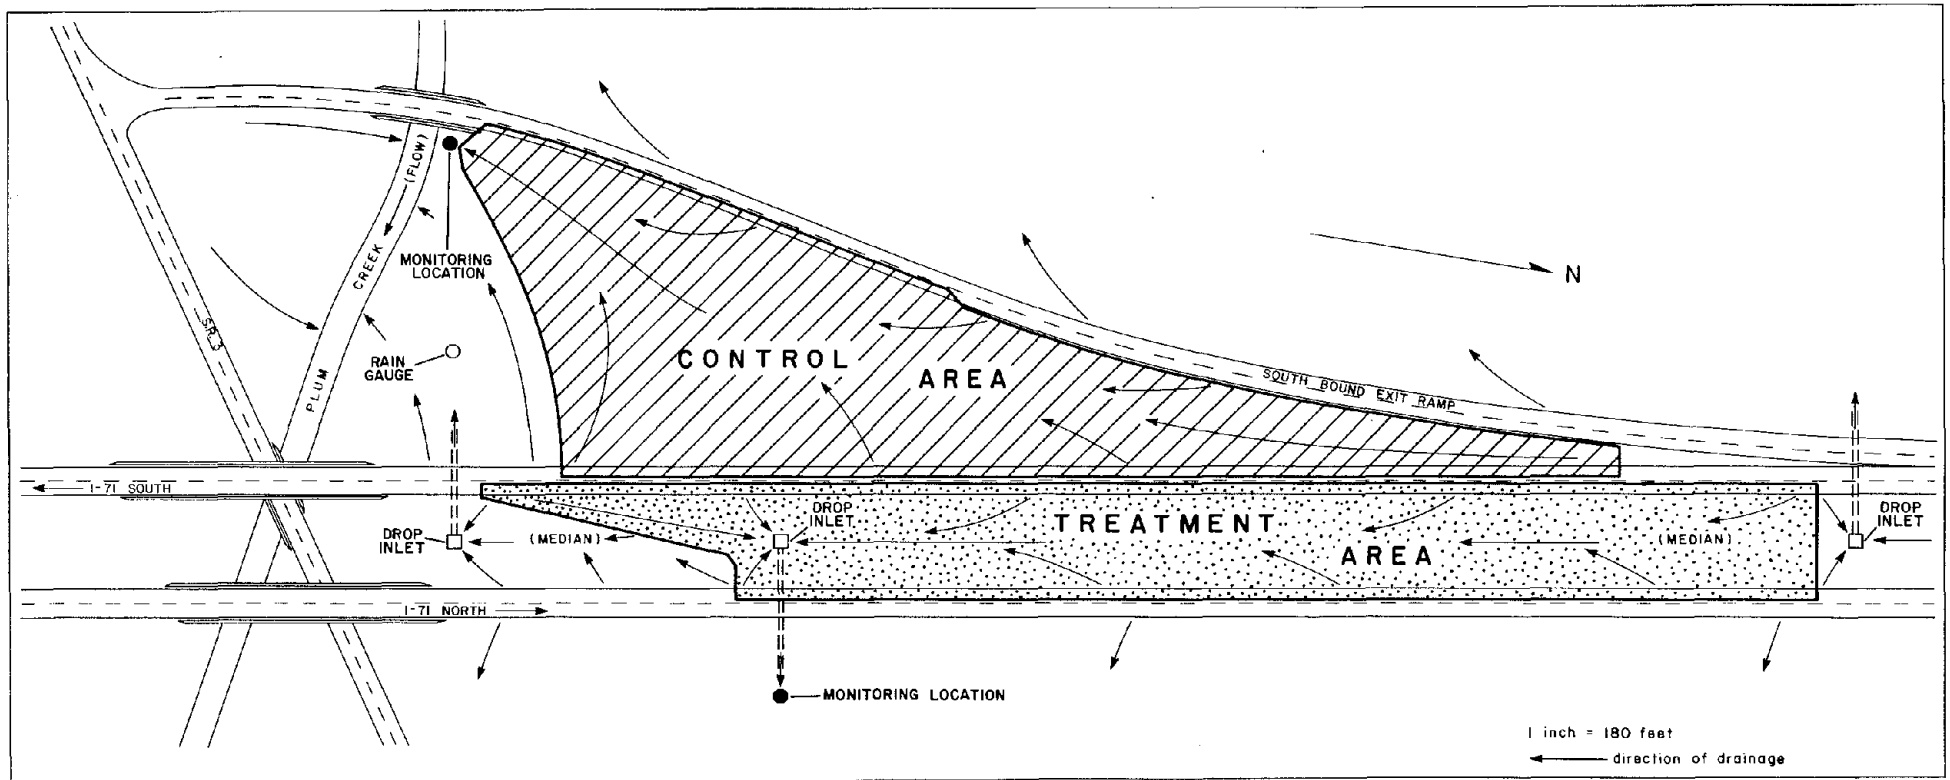 (FLOW)
MONITORING
LOCATION
CREEK
N
SR3
RAIN
GAUGE
CONTROL
AREA
PLUM
SOUTH BOUND EXIT RAMP
I-71 SOUTH
DROP
INLET
(MEDIAN)
DROP
INLET
TREATMENT
AREA
(MEDIAN)
DROP
INLET
I-71 NORTH
MONITORING LOCATION
1 inch = 180 feet
direction of drainage